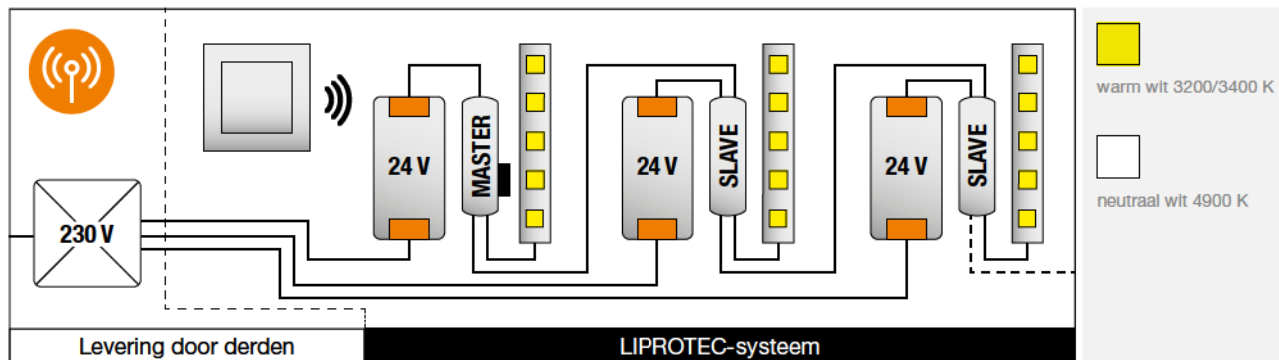 230 V
24 V
MASTER
24 V
SLAVE
24 V
SLAVE
warm wit 3200/3400 K
neutraal wit 4900 K
Levering door derden
LIPROTEC-systeem